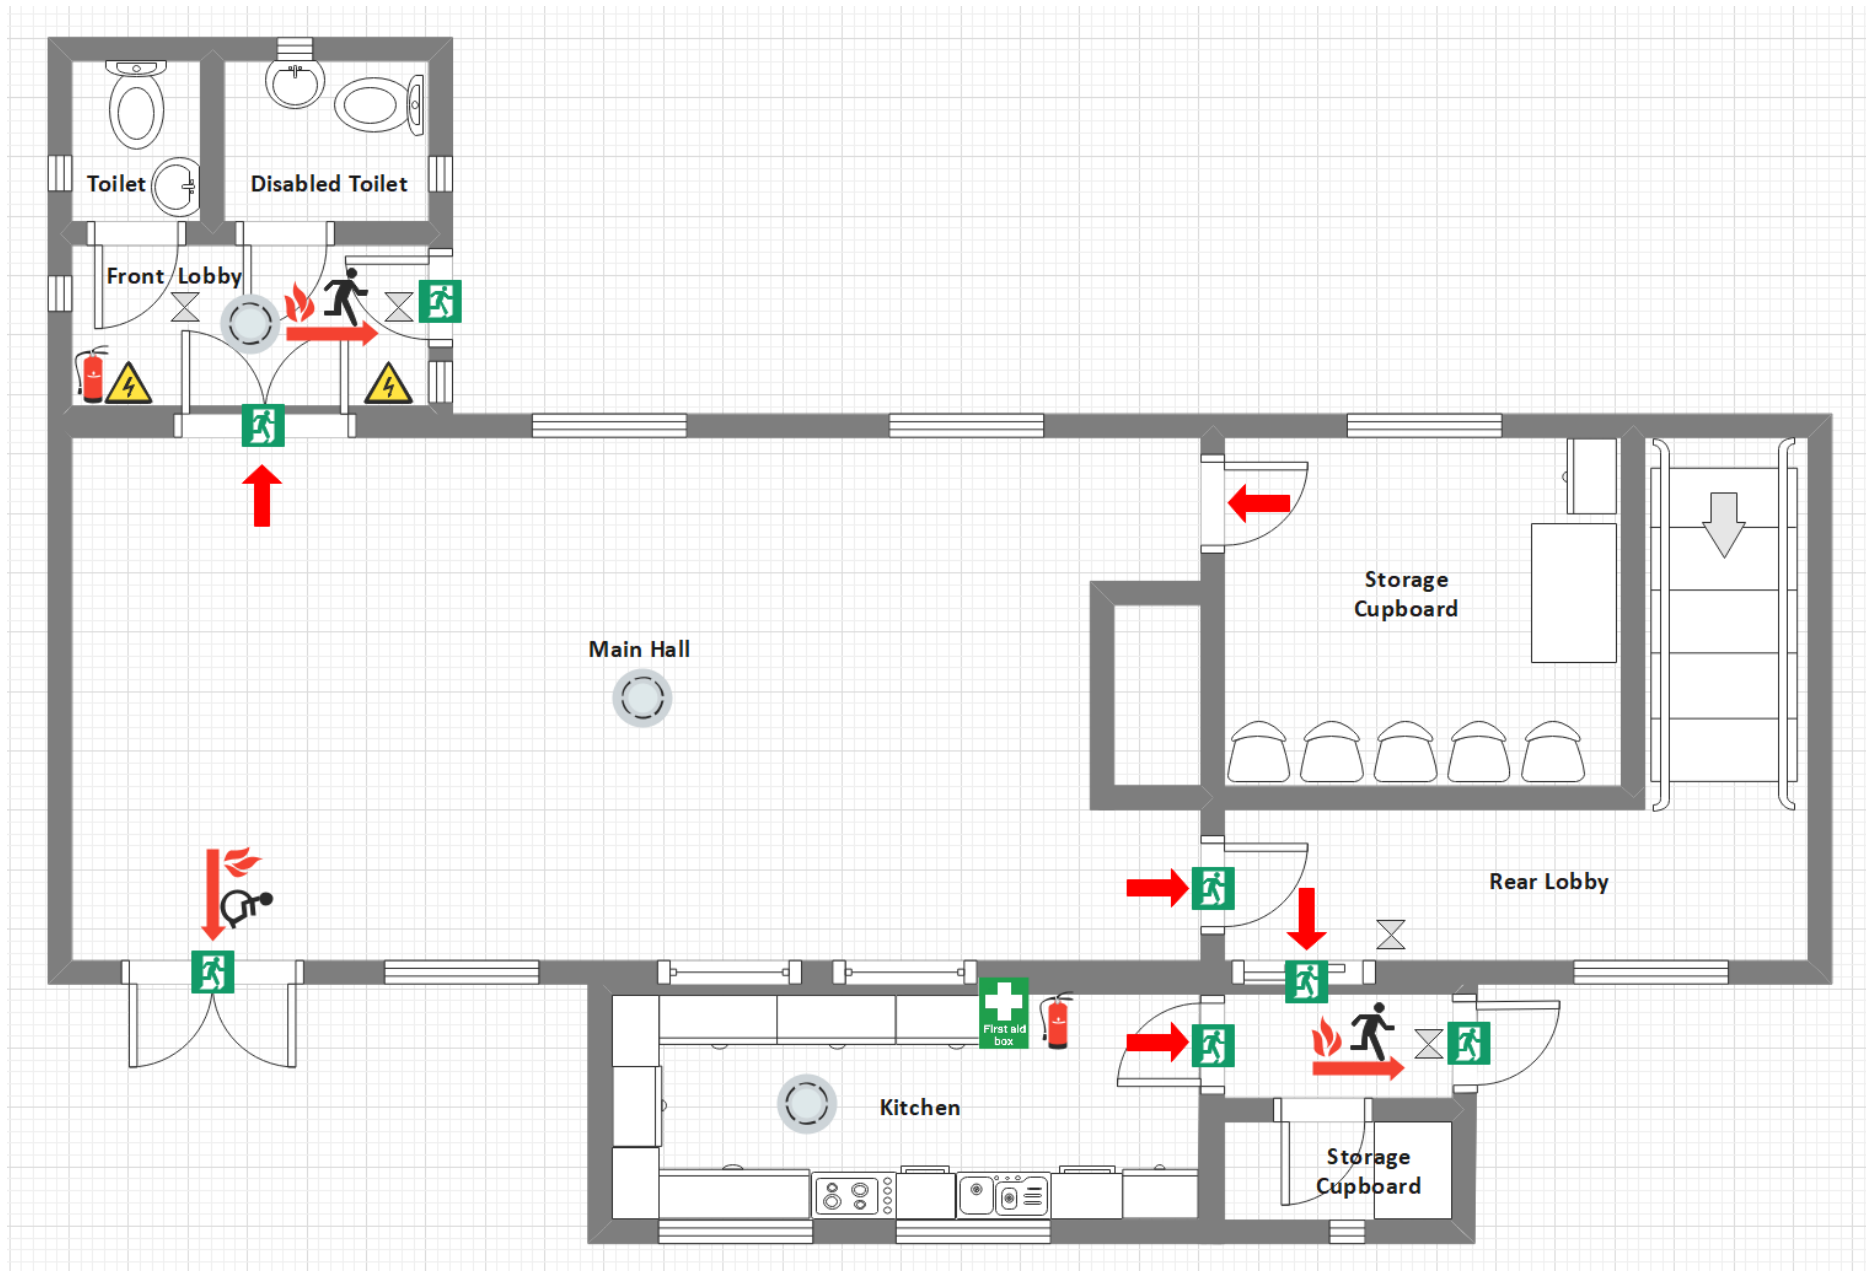 Toilet
Disabled Toilet
Front Lobby
Main Hall
Storage
Cupboard
Rear Lobby
First aid
box
Kitchen
Storage
Cupboard